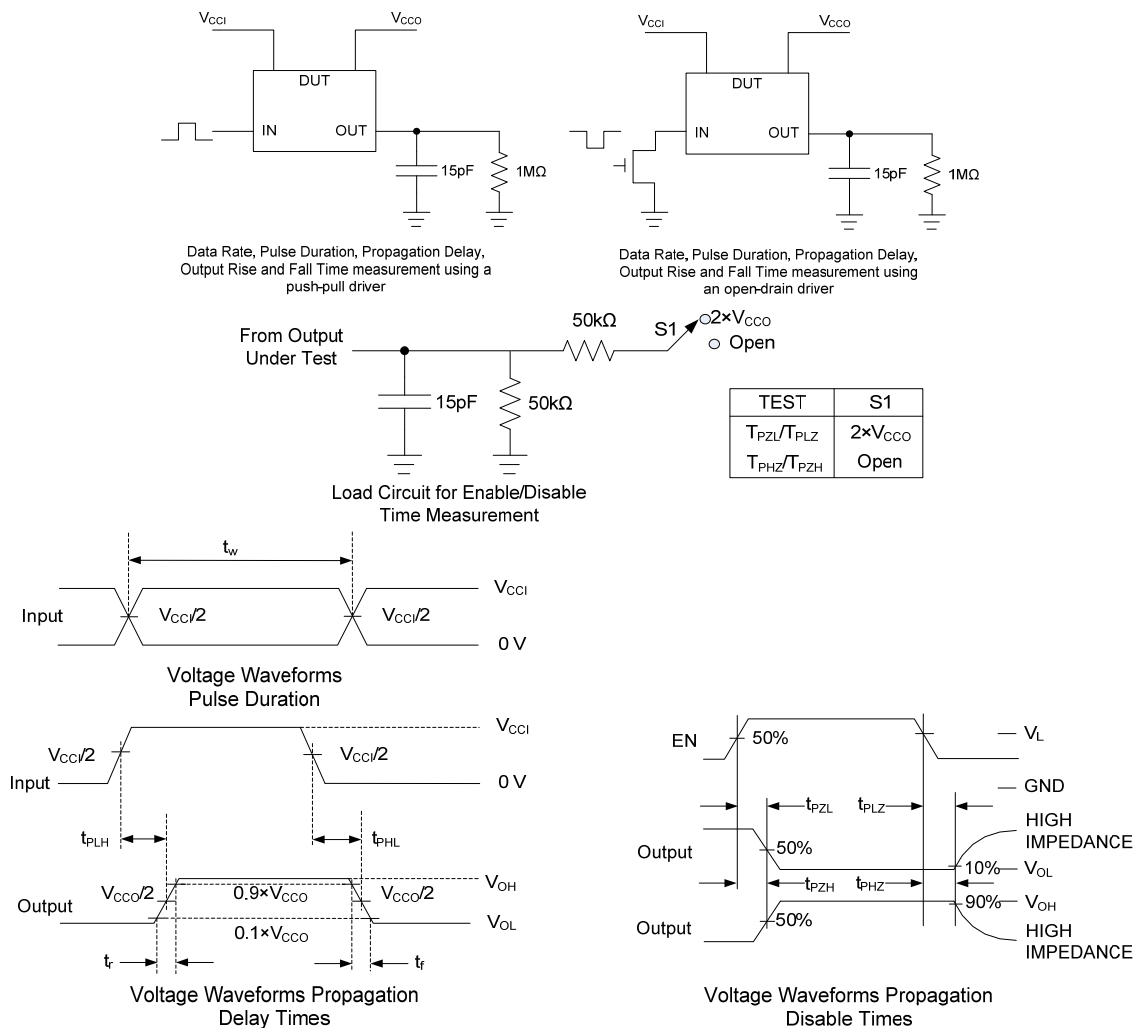 VCCI
VCCO
DUT
IN
OUT
15pF
1MΩ
Data Rate, Pulse Duration, Propagation Delay,
Output Rise and Fall Time measurement using a
push-pull driver
VCCI
VCCO
DUT
IN
OUT
15pF
1MΩ
Data Rate, Pulse Duration, Propagation Delay,
Output Rise and Fall Time measurement using
an open-drain driver
From Output
Under Test
15pF
50kΩ
50kΩ
S1
2×VCCO
Open
TEST S1
TPZL/TPLZ 2×VCCO
TPHZ/TPZH Open
Load Circuit for Enable/Disable
Time Measurement
tw
Input
VCCI/2
VCCI/2
VCCI
0 V
Voltage Waveforms
Pulse Duration
VCCI
VCCI/2
VCCI/2
Input
0 V
tPLH
tPHL
VOH
VCCO/2
0.9×VCCO
VCCO/2
Output
VOL
0.1×VCCO
tr
tf
Voltage Waveforms Propagation
Delay Times
EN
50%
VL
GND
tPZL
tPLZ
HIGH
IMPEDANCE
Output
50%
10%
VOL
tPZH
tPHZ
90%
VOH
Output
50%
HIGH
IMPEDANCE
Voltage Waveforms Propagation
Disable Times